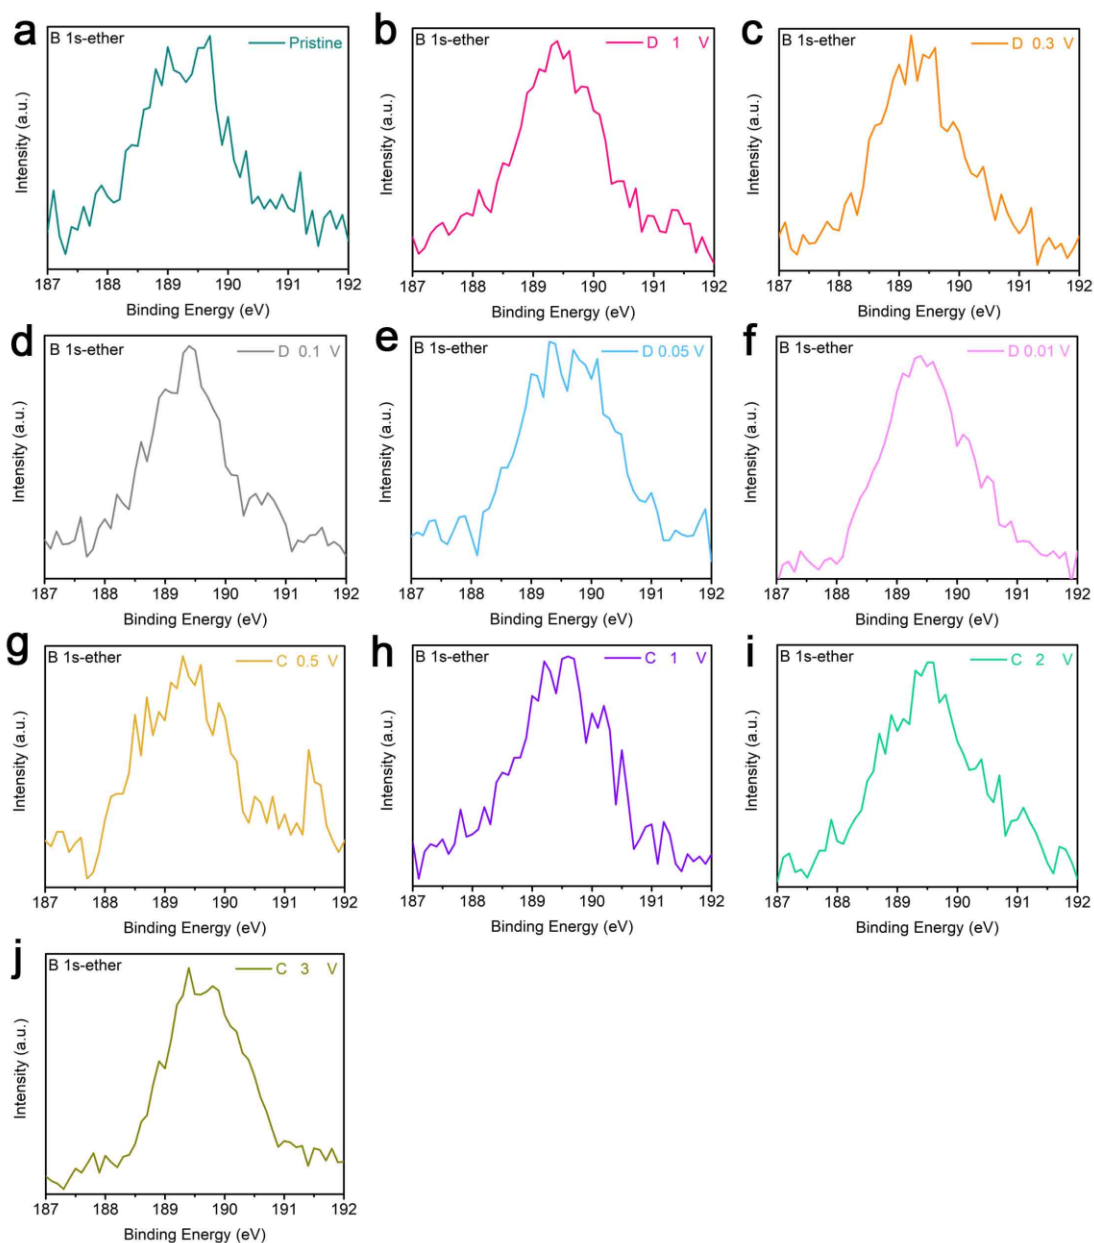 a
B 1s-ether
Pristine
Intensity (a.u.)
187 188 189 190 191 192
Binding Energy (eV)
b
B 1s-ether
D 1 V
Intensity (a.u.)
187 188 189 190 191 192
Binding Energy (eV)
c
B 1s-ether
D 0.3 V
Intensity (a.u.)
187 188 189 190 191 192
Binding Energy (eV)
d
B 1s-ether
D 0.1 V
Intensity (a.u.)
187 188 189 190 191 192
Binding Energy (eV)
e
B 1s-ether
D 0.05 V
Intensity (a.u.)
187 188 189 190 191 192
Binding Energy (eV)
f
B 1s-ether
D 0.01 V
Intensity (a.u.)
187 188 189 190 191 192
Binding Energy (eV)
g
B 1s-ether
C 0.5 V
Intensity (a.u.)
187 188 189 190 191 192
Binding Energy (eV)
h
B 1s-ether
C 1 V
Intensity (a.u.)
187 188 189 190 191 192
Binding Energy (eV)
i
B 1s-ether
C 2 V
Intensity (a.u.)
187 188 189 190 191 192
Binding Energy (eV)
j
B 1s-ether
C 3 V
Intensity (a.u.)
187 188 189 190 191 192
Binding Energy (eV)